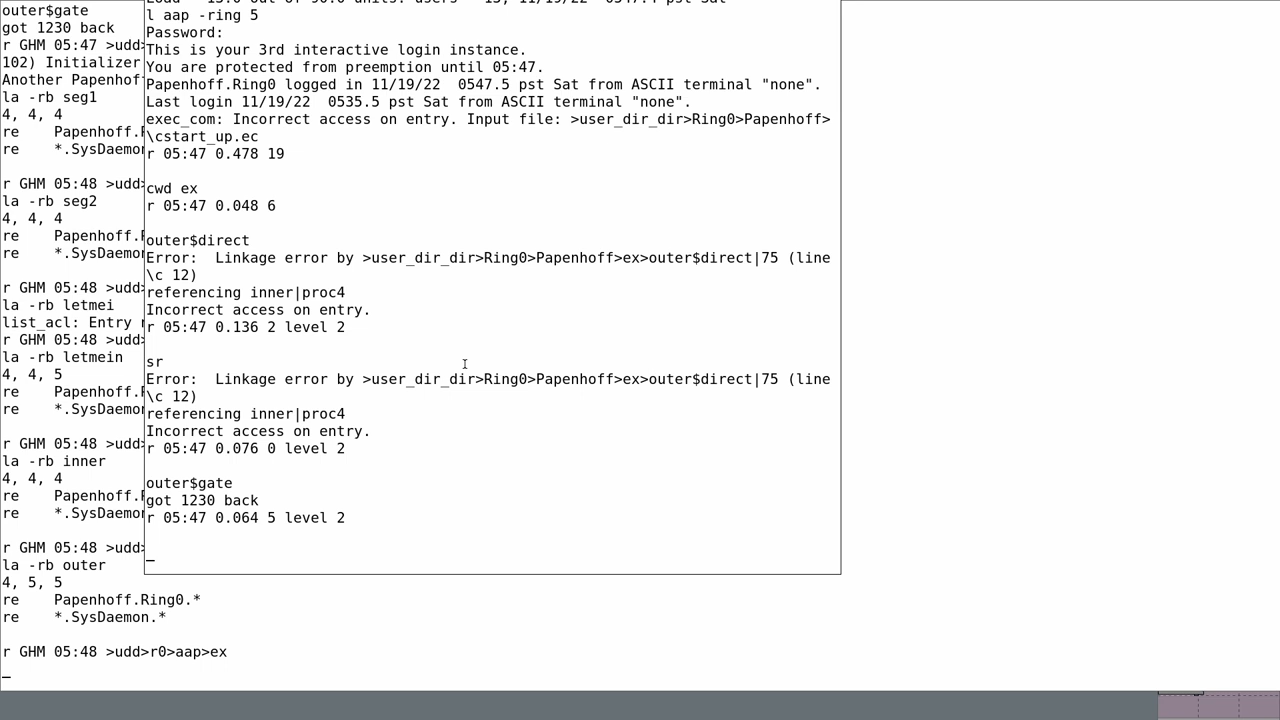 outer$gate
got 1230 back
r GHM 05:47 >udd>
102) Initializer
Another Papenhof
la -rb seg1
4, 4, 4
re    Papenhoff.
re    *.SysDaemon

r GHM 05:48 >udd>
la -rb seg2
4, 4, 4
re    Papenhoff.
re    *.SysDaemon

r GHM 05:48 >udd>
la -rb letmei
list_acl: Entry
r GHM 05:48 >udd>
la -rb letmein
4, 4, 5
re    Papenhoff.
re    *.SysDaemon

r GHM 05:48 >udd>
la -rb inner
4, 4, 4
re    Papenhoff.
re    *.SysDaemon

r GHM 05:48 >udd>
la -rb outer
4, 5, 5
re    Papenhoff.Ring0.*
re    *.SysDaemon.*

r GHM 05:48 >udd>r0>aap>ex
l aap -ring 5
Password:
This is your 3rd interactive login instance.
You are protected from preemption until 05:47.
Papenhoff.Ring0 logged in 11/19/22  0547.5 pst Sat from ASCII terminal "none".
Last login 11/19/22  0535.5 pst Sat from ASCII terminal "none".
exec_com: Incorrect access on entry. Input file: >user_dir_dir>Ring0>Papenhoff>
\cstart_up.ec
r 05:47 0.478 19

cwd ex
r 05:47 0.048 6

outer$direct
Error:  Linkage error by >user_dir_dir>Ring0>Papenhoff>ex>outer$direct|75 (line
\c 12)
referencing inner|proc4
Incorrect access on entry.
r 05:47 0.136 2 level 2

sr
Error:  Linkage error by >user_dir_dir>Ring0>Papenhoff>ex>outer$direct|75 (line
\c 12)
referencing inner|proc4
Incorrect access on entry.
r 05:47 0.076 0 level 2

outer$gate
got 1230 back
r 05:47 0.064 5 level 2